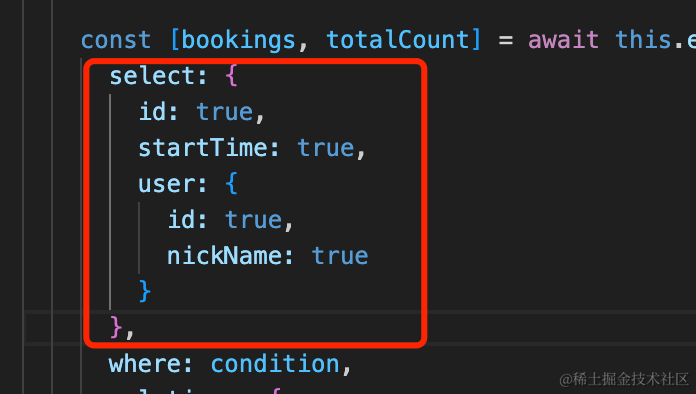 const [bookings, totalCount] = await this.e
select: {
id: true,
startTime: true,
user: {
id: true,
nickName: true
}
},
where: condition,
@稀土掘金技术社区